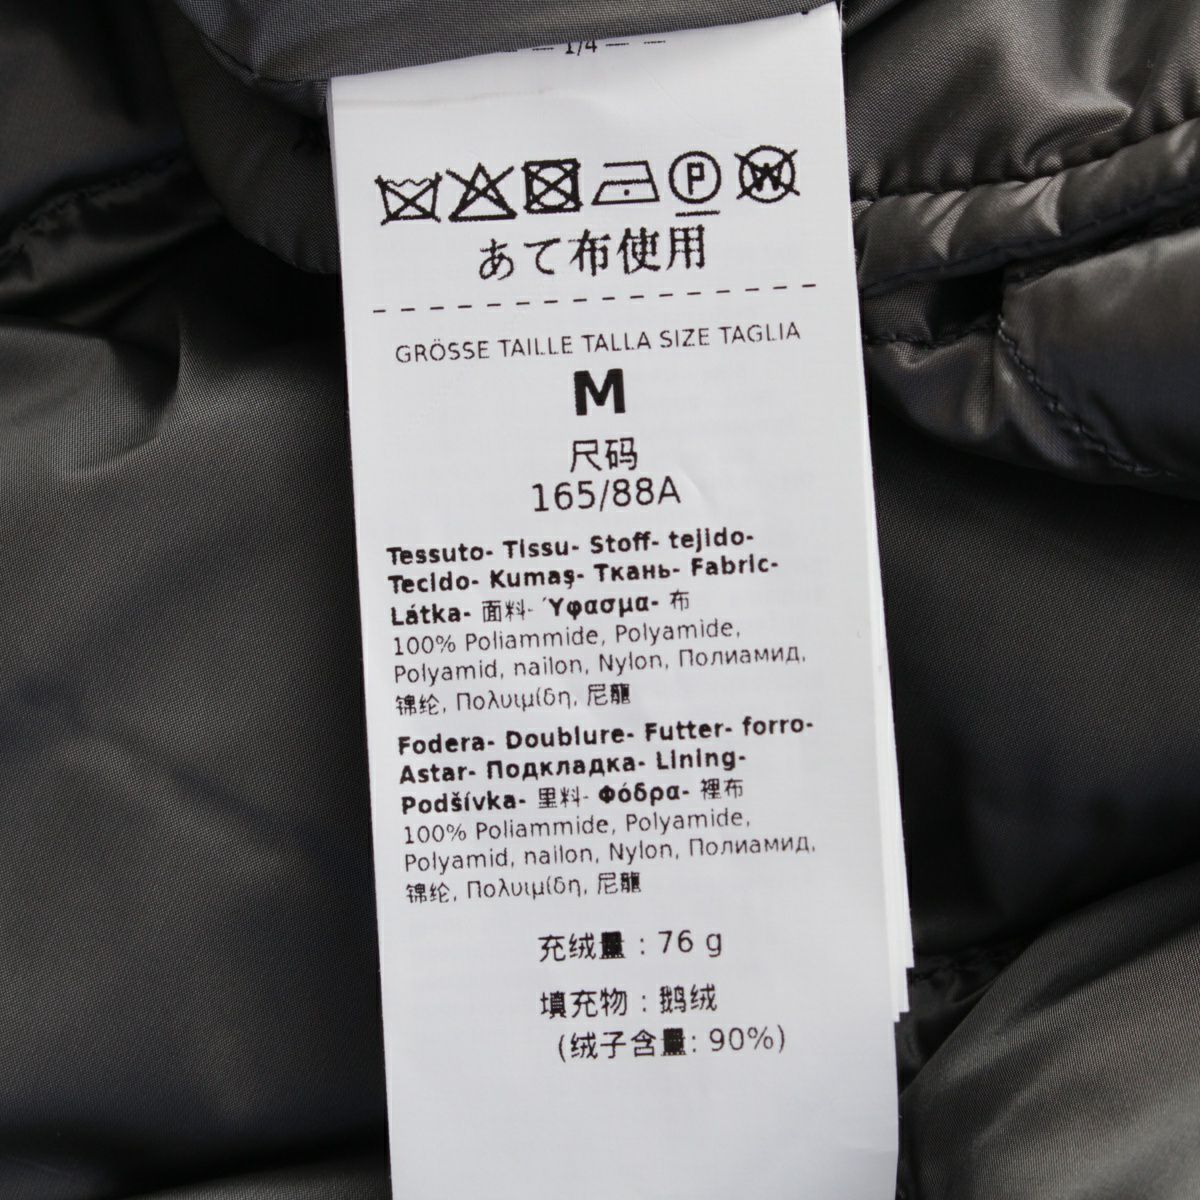 1/4
P
W
あて布使用
GRÖSSE TAILLE TALLA SIZE TAGLIA
M
尺码
165/88A
Tessuto- Tissu- Stoff- tejido-
Tecido- Kumaş- Ткань- Fabric-
Látka- 面料- Ύφασμα- 布
100% Poliammide, Polyamide,
Polyamid, nailon, Nylon, Полиамид,
锦纶, Πολυιμίδη, 尼龍
Fodera- Doublure- Futter- forro-
Astar- Подкладка- Lining-
Podšívka- 里料- Φόδρα- 裡布
100% Poliammide, Polyamide,
Polyamid, nailon, Nylon, Полиамид,
锦纶, Πολυιμίδη, 尼龍
充绒量 : 76 g
填充物 : 鹅绒
(绒子含量: 90%)